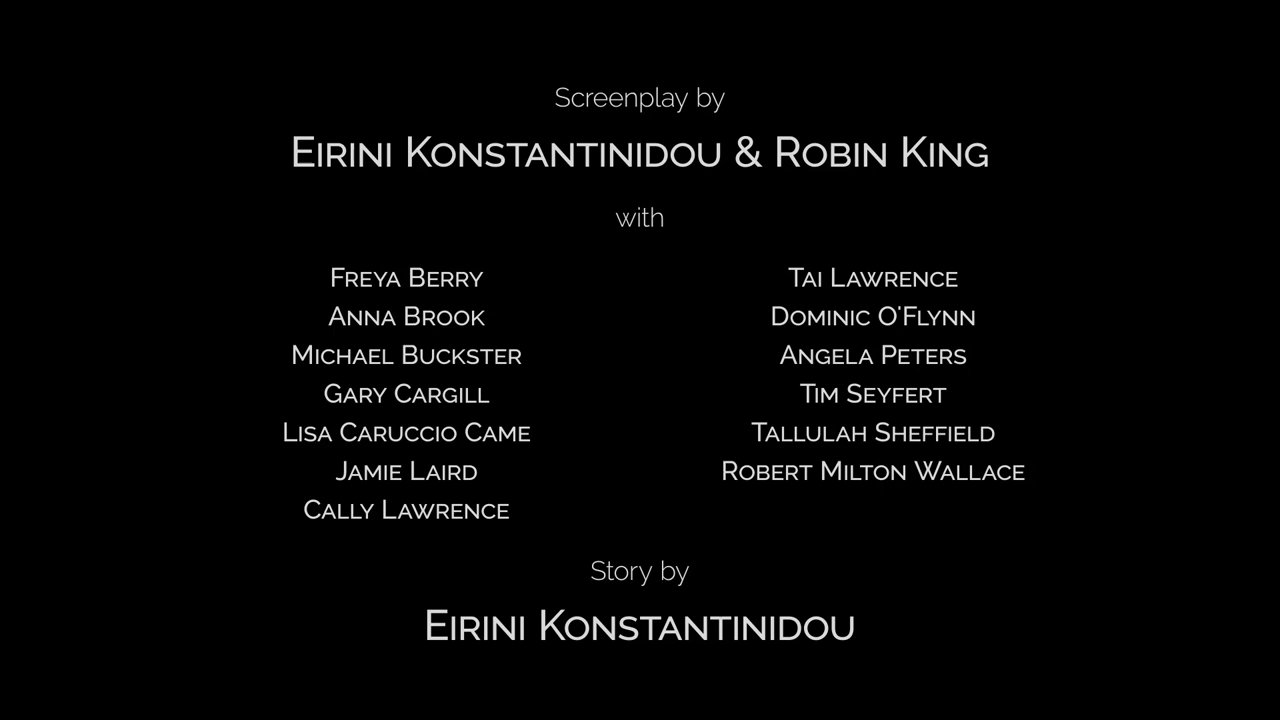 Screenplay by
Eirini Konstantinidou & Robin King
with
Freya Berry
Anna Brook
Michael Buckster
Gary Cargill
Lisa Caruccio Came
Jamie Laird
Cally Lawrence
Tai Lawrence
Dominic O'Flynn
Angela Peters
Tim Seyfert
Tallulah Sheffield
Robert Milton Wallace
Story by
Eirini Konstantinidou